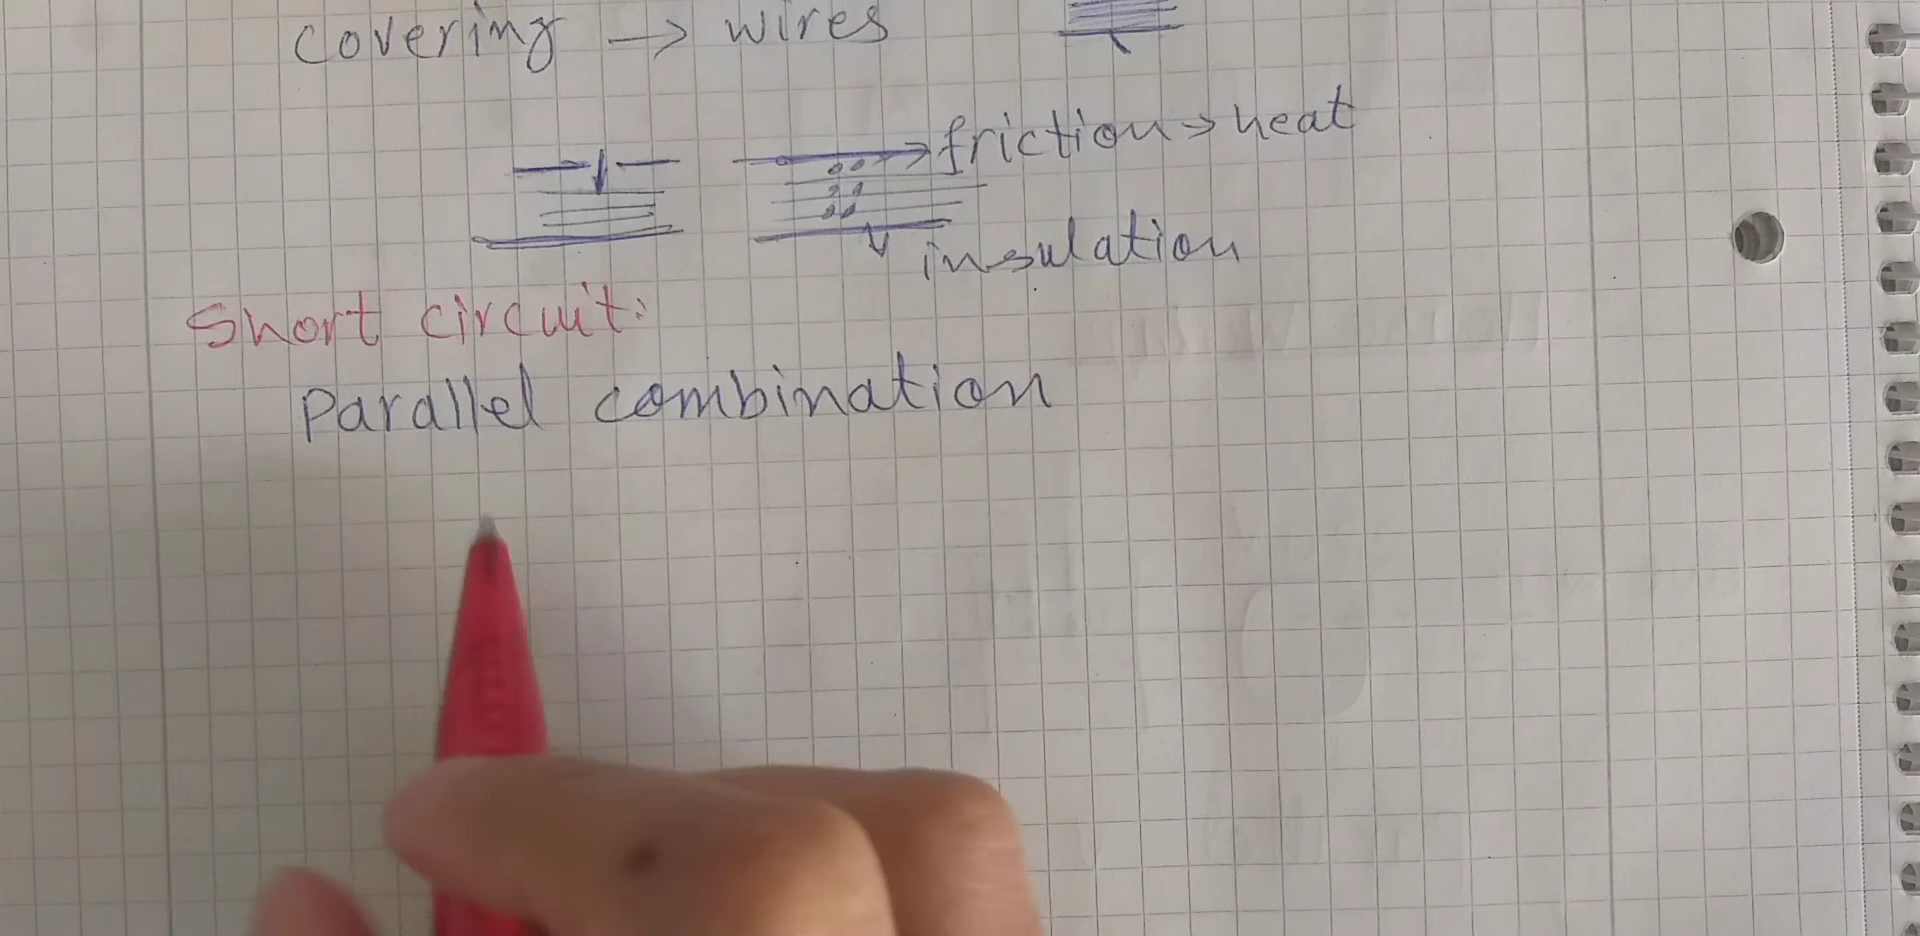 covering → wires
friction → heat
insulation
Short circuit:
Parallel combination